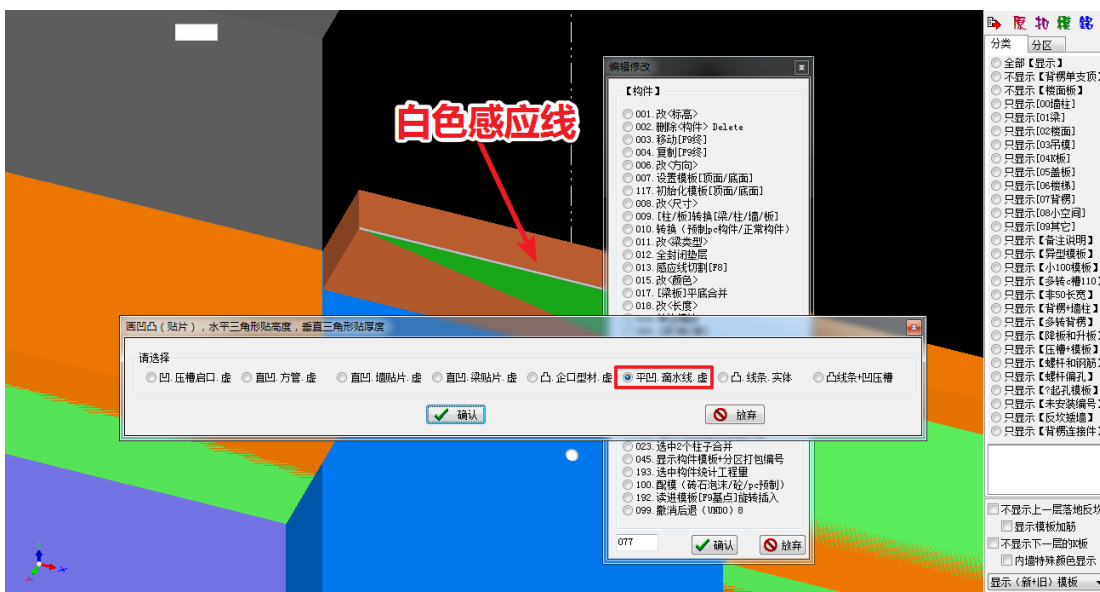 白色感应线
编辑修改
【构件】
001. 改<标高>
002. 删除<构件> Delete
003. 移动[F9终]
004. 复制[F9终]
006. 改<方向>
007. 设置模板[顶面/底面]
117. 初始化模板[顶面/底面]
008. 改<尺寸>
009. [柱/板]转换[梁/柱/墙/板]
010. 转换（预制pc构件/正常构件）
011. 改<梁类型>
012. 全封闭垫层
013. 感应线切割[F8]
015. 改<颜色>
017. [梁板]平底合并
018. 改<长度>
画凹凸（贴片），水平三角形贴高度，垂直三角形贴厚度
请选择
凹. 压槽启口. 虚
直凹. 方管. 虚
直凹. 墙贴片. 虚
直凹. 梁贴片. 虚
凸. 企口型材. 虚
平凹. 滴水线. 虚
凸. 线条. 实体
凸线条+凹压槽
确认
放弃
023. 选中2个柱子合并
045. 显示构件模板+分区打包编号
193. 选中构件统计工程量
100. 配模（砖石泡沫/砼/pc预制）
192. 读进模板[F9基点]旋转插入
099. 撤消后退（UNDO）8
077
确认
放弃
分类
分区
全部【显示】
不显示【背楞单支顶】
不显示【楼面板】
只显示[00墙柱]
只显示[01梁]
只显示[02楼面]
只显示[03吊模]
只显示[04K板]
只显示[05盖板]
只显示[06楼梯]
只显示[07背楞]
只显示[08小空间]
只显示[09其它]
只显示【备注说明】
只显示【异型模板】
只显示【小100模板】
只显示【多转c槽110】
只显示【非50长宽】
只显示【背楞+墙柱】
只显示【多转背楞】
只显示【降板和升板】
只显示【压槽+模板】
只显示【螺杆和钢筋】
只显示【螺杆偏孔】
只显示【?起孔模板】
只显示【未安装编号】
只显示【反坎矮墙】
只显示【背楞连接件】
不显示上一层落地反坎
显示模板加筋
不显示下一层的K板
内墙特殊颜色显示
显示（新+旧）模板